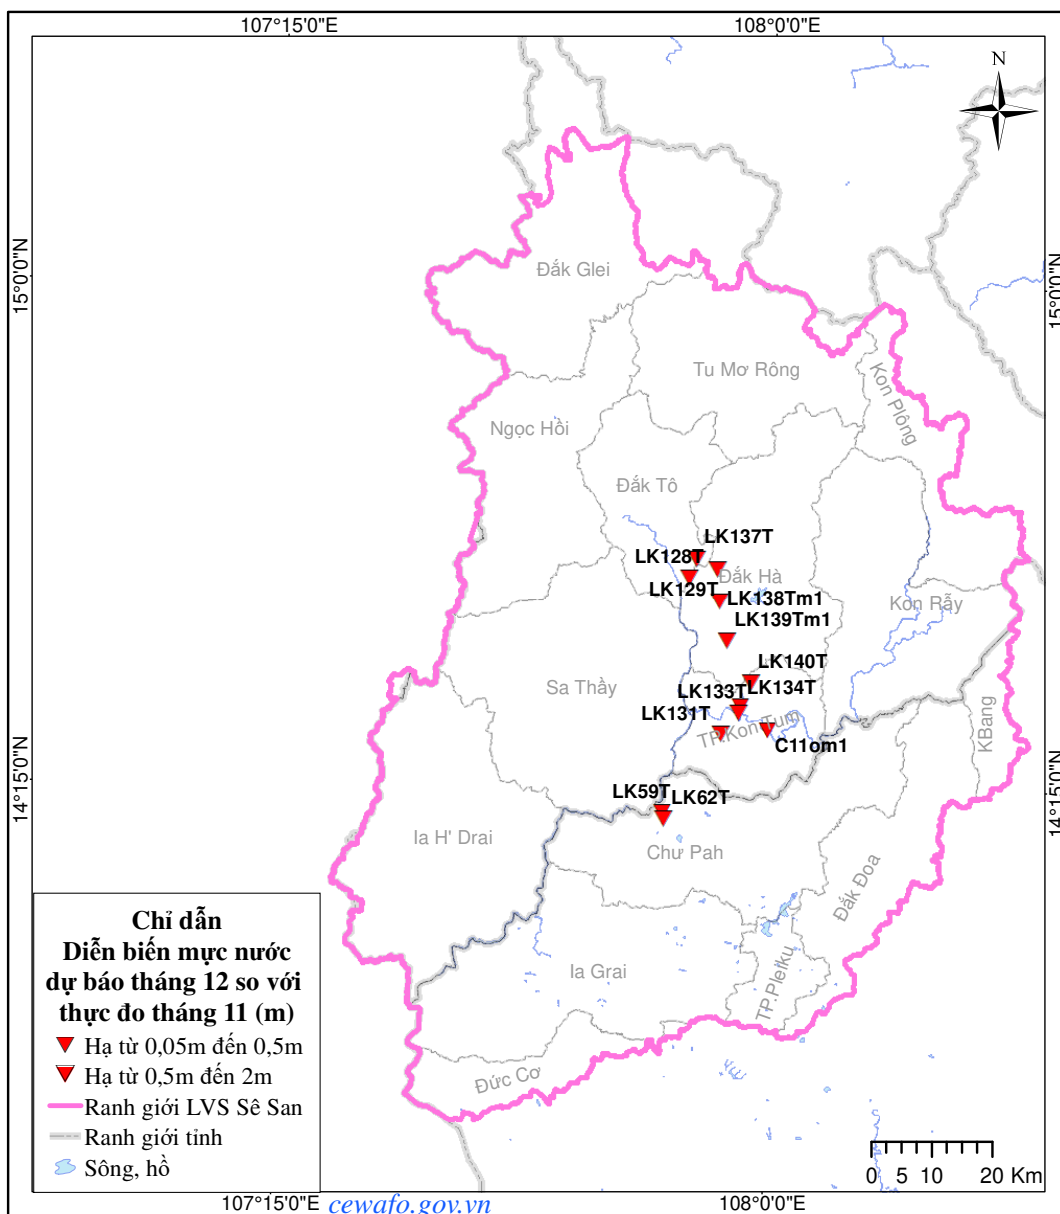 107°15'0"E
108°0'0"E
N
15°0'0"N
15°0'0"N
Đắk Glei
Tu Mơ Rông
Kon Plông
Ngọc Hồi
Đắk Tô
LK137T
LK128T
Đắk Hà
LK129T
LK138Tm1
Kon Rẫy
LK139Tm1
LK140T
Sa Thầy
LK133T
LK134T
LK131T
TP.Kon Tum
C11om1
KBang
14°15'0"N
14°15'0"N
LK59T
LK62T
Ia H' Drai
Chư Pah
Đắk Đoa
Ia Grai
TP.Pleiku
Đức Cơ
Chỉ dẫn
Diễn biến mực nước
dự báo tháng 12 so với
thực đo tháng 11 (m)
Hạ từ 0,05m đến 0,5m
Hạ từ 0,5m đến 2m
Ranh giới LVS Sê San
Ranh giới tỉnh
Sông, hồ
0 5 10 20 Km
107°15'0"E
108°0'0"E
cewafo.gov.vn